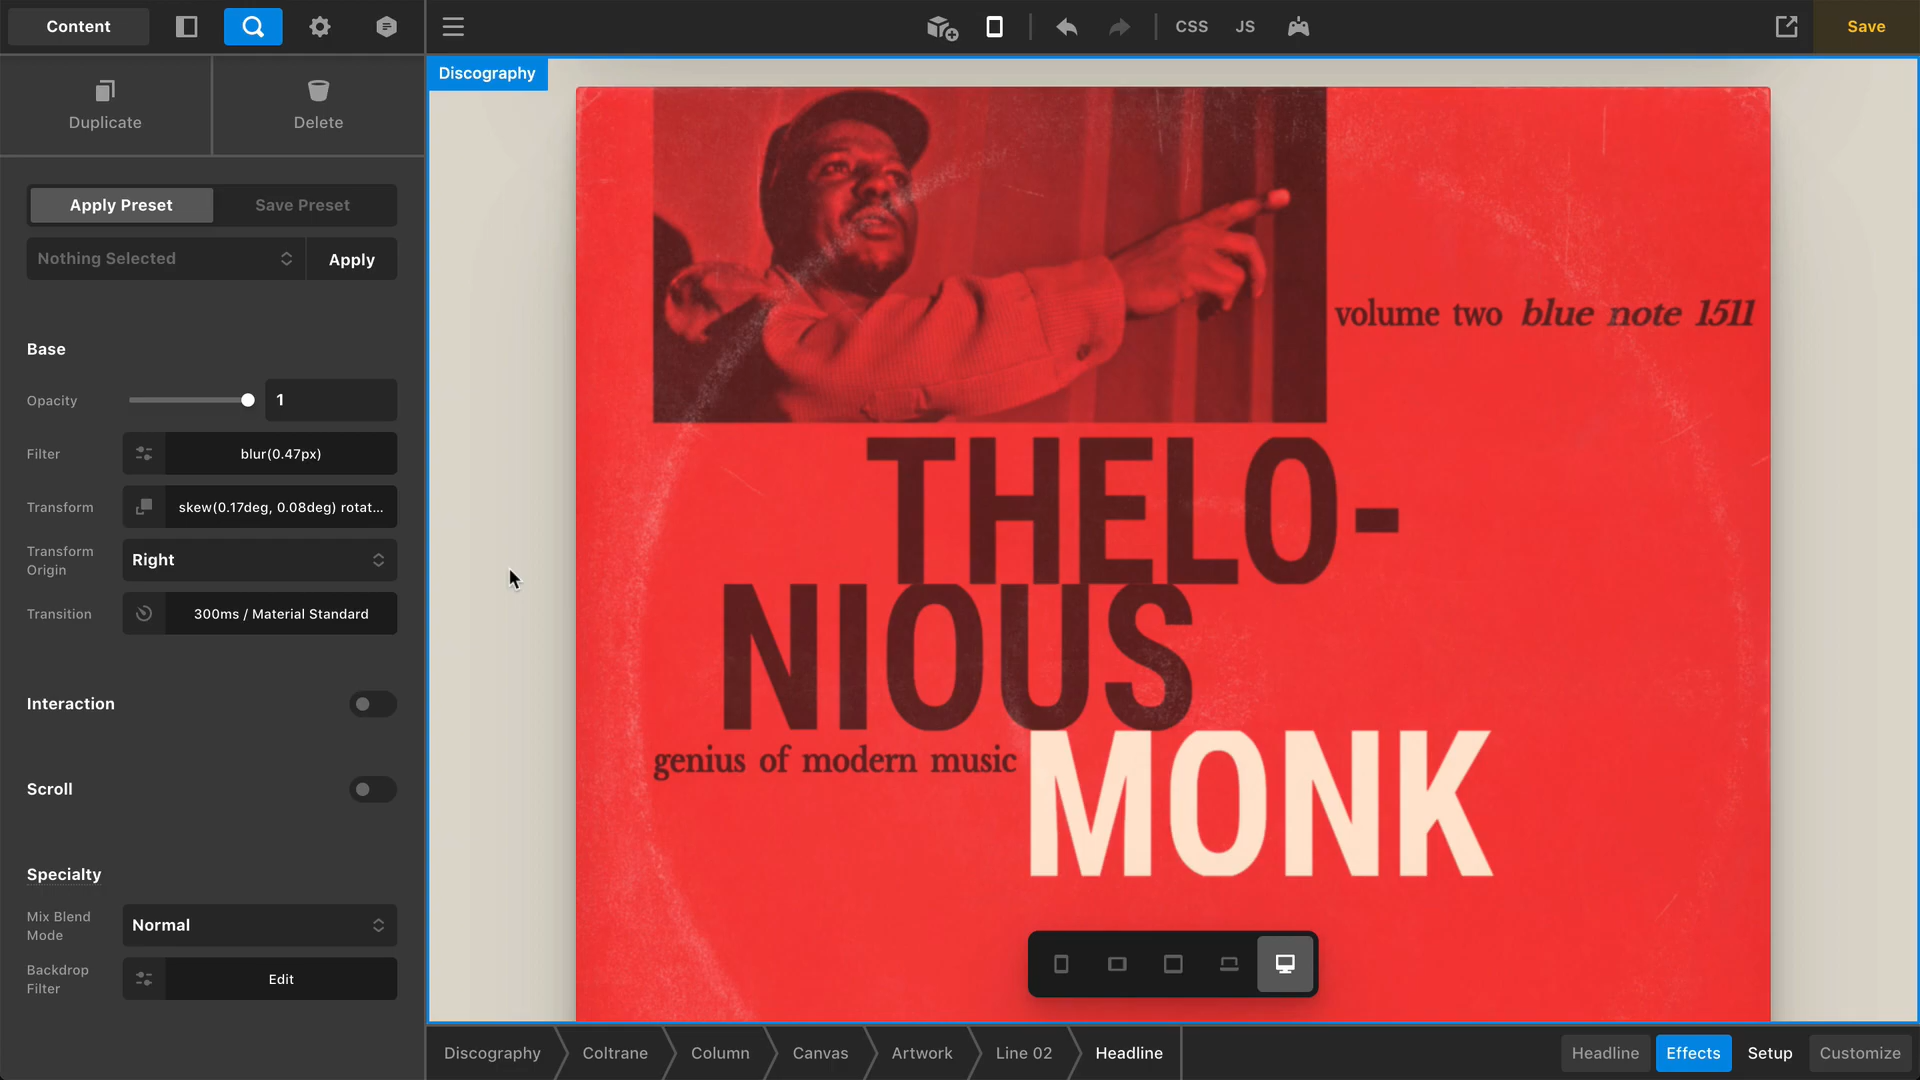 Content
CSS
JS
Save
Duplicate
Delete
Apply Preset
Save Preset
Nothing Selected
Apply
Base
Opacity
1
Filter
blur(0.47px)
Transform
skew(0.17deg, 0.08deg) rotat...
Transform
Origin
Right
Transition
300ms / Material Standard
Interaction
Scroll
Specialty
Mix Blend
Mode
Normal
Backdrop
Filter
Edit
Discography
volume two blue note 1511
THELO-
NIOUS
genius of modern music
MONK
Discography
Coltrane
Column
Canvas
Artwork
Line 02
Headline
Headline
Effects
Setup
Customize